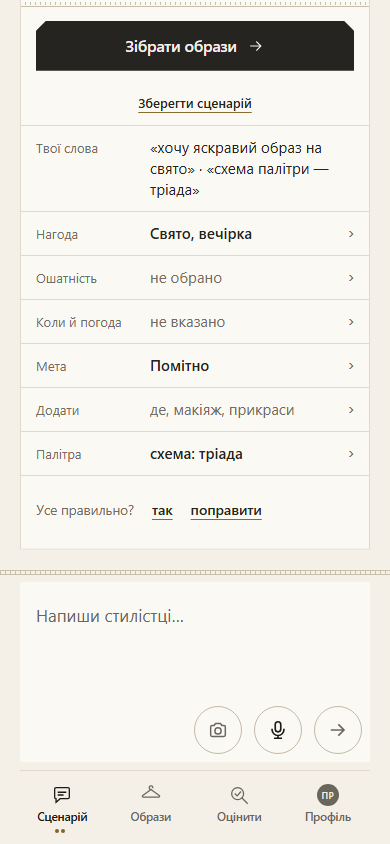 Зібрати образи →
Зберегти сценарій
Твої слова
«хочу яскравий образ на
свято» · «схема палітри —
тріада»
Нагода
Свято, вечірка
Ошатність
не обрано
Коли й погода
не вказано
Мета
Помітно
Додати
де, макіяж, прикраси
Палітра
схема: тріада
Усе правильно? так поправити
Напиши стилістці...
ПР
Сценарій Образи Оцінити Профіль